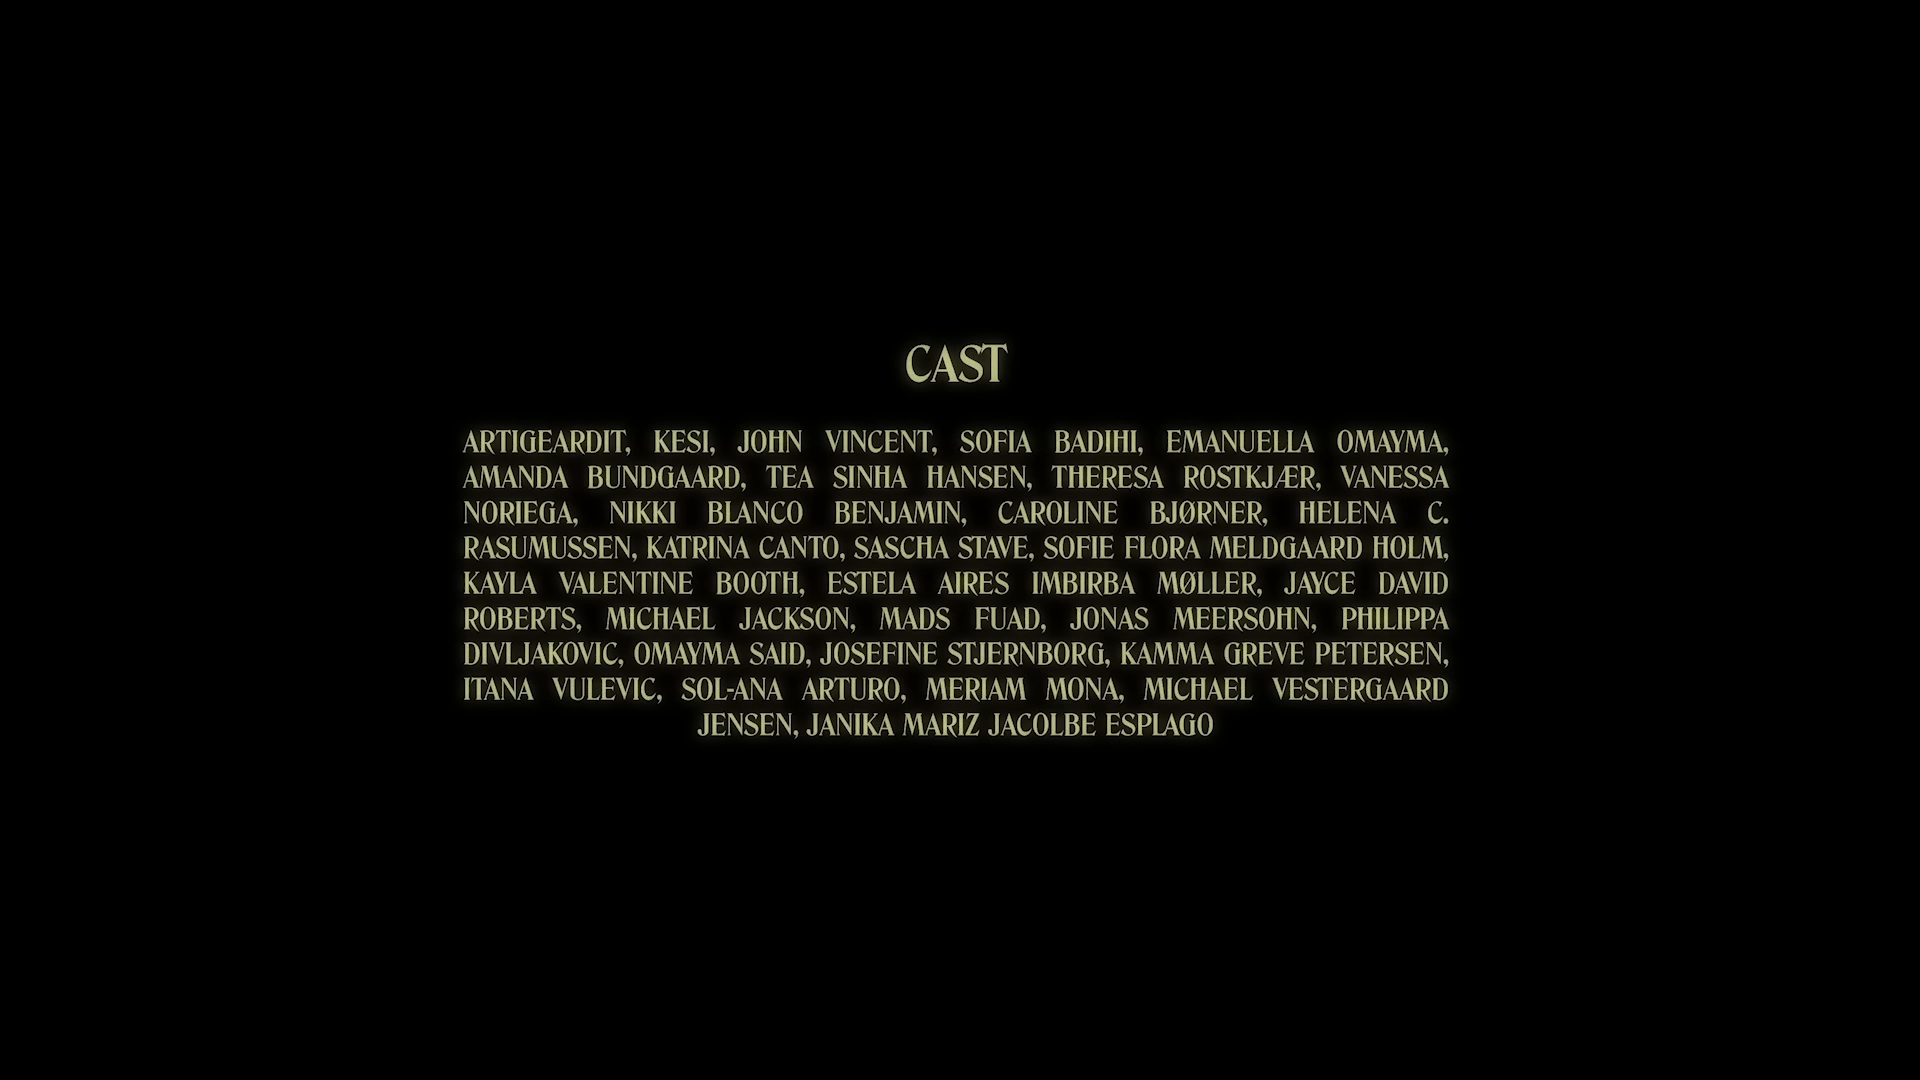 CAST
ARTIGEARDIT, KESI, JOHN VINCENT, SOFIA BADIHI, EMANUELLA OMAYMA,
AMANDA BUNDGAARD, TEA SINHA HANSEN, THERESA ROSTKJÆR, VANESSA
NORIEGA, NIKKI BLANCO BENJAMIN, CAROLINE BJØRNER, HELENA C.
RASUMUSSEN, KATRINA CANTO, SASCHA STAVE, SOFIE FLORA MELDGAARD HOLM,
KAYLA VALENTINE BOOTH, ESTELA AIRES IMBIRBA MØLLER, JAYCE DAVID
ROBERTS, MICHAEL JACKSON, MADS FUAD, JONAS MEERSOHN, PHILIPPA
DIVLJAKOVIC, OMAYMA SAID, JOSEFINE STJERNBORG, KAMMA GREVE PETERSEN,
ITANA VULEVIC, SOL-ANA ARTURO, MERIAM MONA, MICHAEL VESTERGAARD
JENSEN, JANIKA MARIZ JACOLBE ESPLAGO